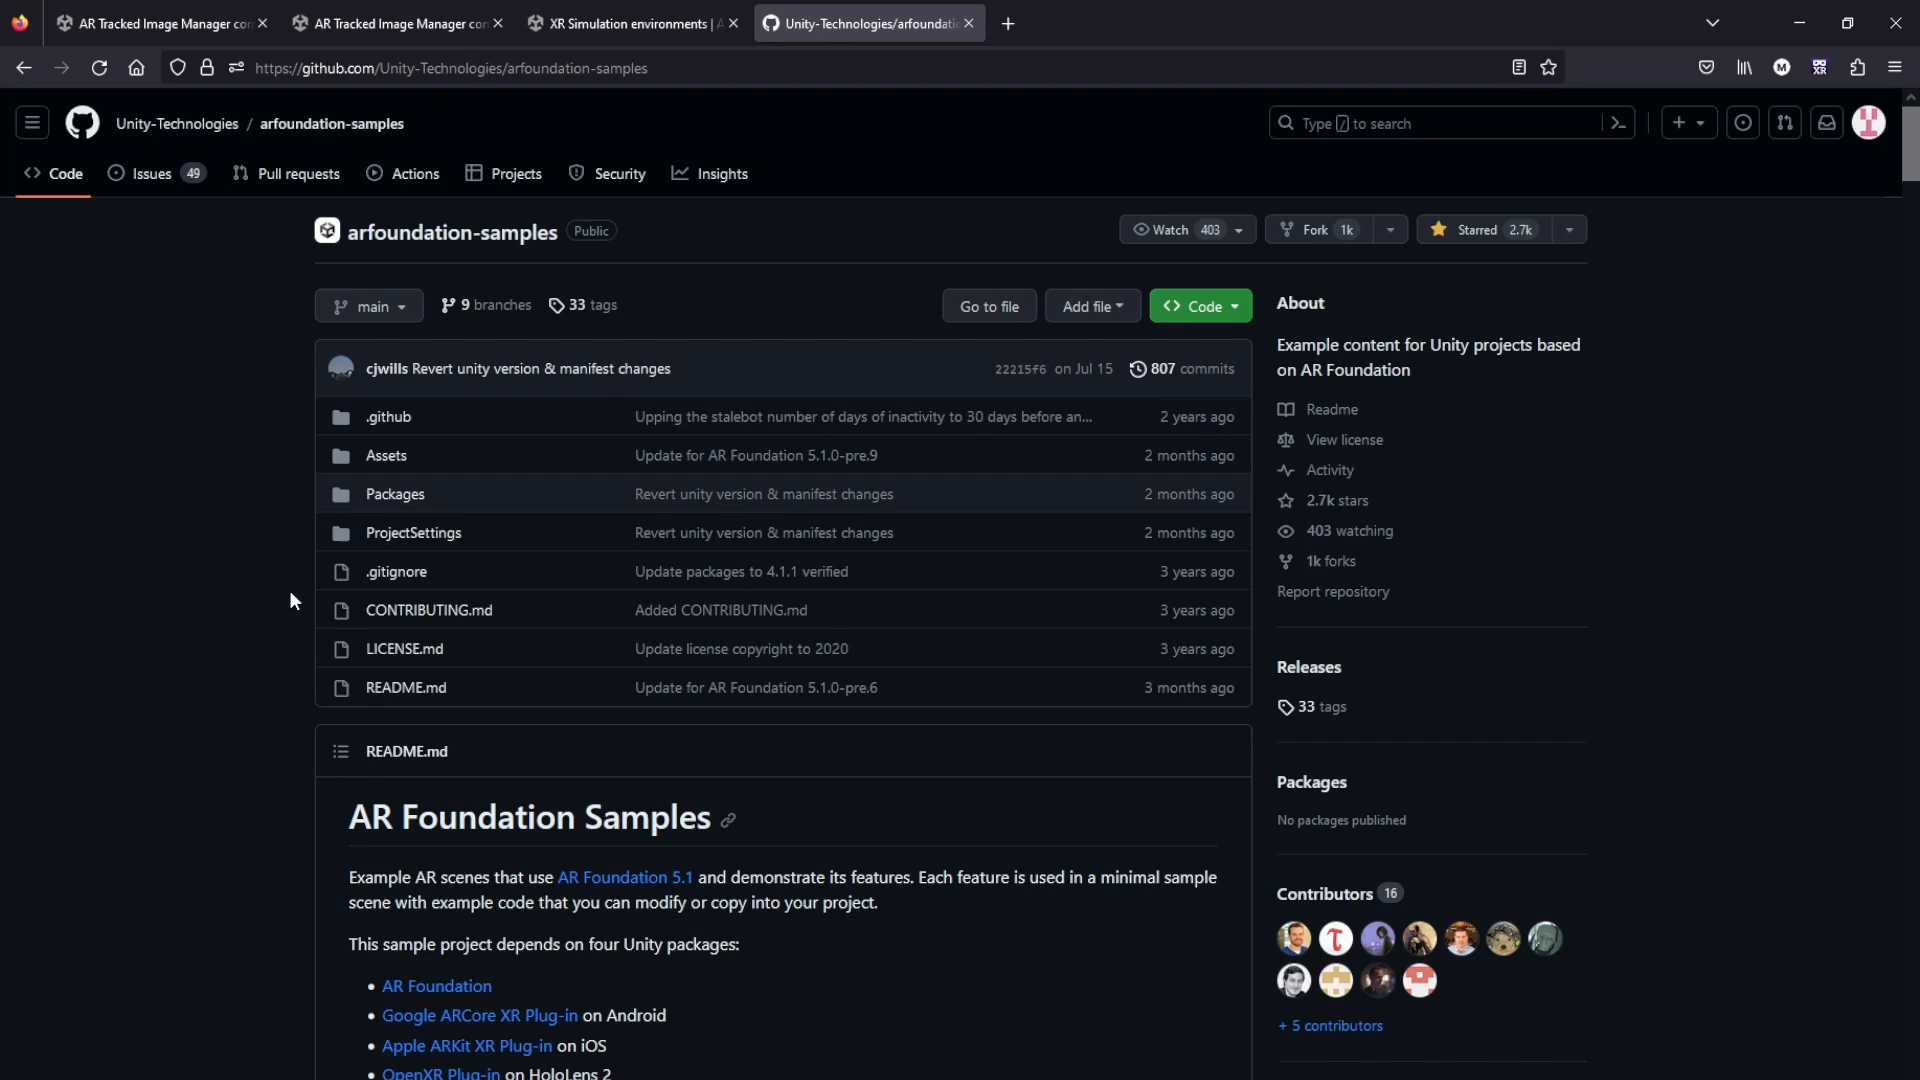 AR Tracked Image Manager con
AR Tracked Image Manager con
XR Simulation environments | A
Unity-Technologies/arfoundatio
https://github.com/Unity-Technologies/arfoundation-samples
M
XR
Unity-Technologies / arfoundation-samples
Type / to search
Code
Issues 49
Pull requests
Actions
Projects
Security
Insights
arfoundation-samples Public
Watch 403
Fork 1k
Starred 2.7k
main
9 branches
33 tags
Go to file
Add file
Code
cjwills Revert unity version & manifest changes 22215f6 on Jul 15 807 commits
.github Upping the stalebot number of days of inactivity to 30 days before an... 2 years ago
Assets Update for AR Foundation 5.1.0-pre.9 2 months ago
Packages Revert unity version & manifest changes 2 months ago
ProjectSettings Revert unity version & manifest changes 2 months ago
.gitignore Update packages to 4.1.1 verified 3 years ago
CONTRIBUTING.md Added CONTRIBUTING.md 3 years ago
LICENSE.md Update license copyright to 2020 3 years ago
README.md Update for AR Foundation 5.1.0-pre.6 3 months ago
README.md
AR Foundation Samples
Example AR scenes that use AR Foundation 5.1 and demonstrate its features. Each feature is used in a minimal sample
scene with example code that you can modify or copy into your project.
This sample project depends on four Unity packages:
• AR Foundation
• Google ARCore XR Plug-in on Android
• Apple ARKit XR Plug-in on iOS
• OpenXR Plug-in on HoloLens 2
About
Example content for Unity projects based
on AR Foundation
Readme
View license
Activity
2.7k stars
403 watching
1k forks
Report repository
Releases
33 tags
Packages
No packages published
Contributors 16
+ 5 contributors